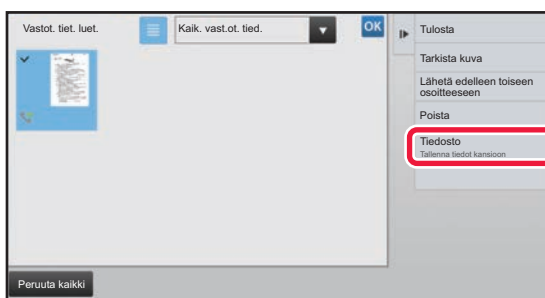 Vastot. tiet. luet.
Kaik. vast.ot. tied.
OK
Tulosta
Tarkista kuva
Lähetä edelleen toiseen
osoitteeseen
Poista
Tiedosto
Tallenna tiedot kansioon
Peruuta kaikki